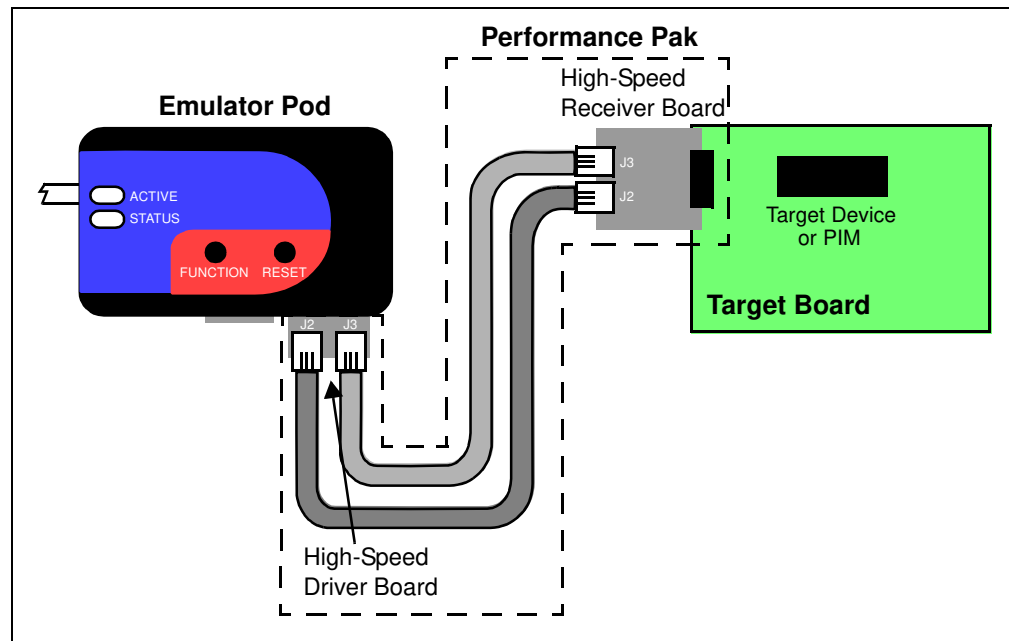 Performance Pak
High-Speed
Receiver Board
Emulator Pod
J3
J2
ACTIVE
STATUS
FUNCTION RESET
Target Device
or PIM
Target Board
J2 J3
High-Speed
Driver Board